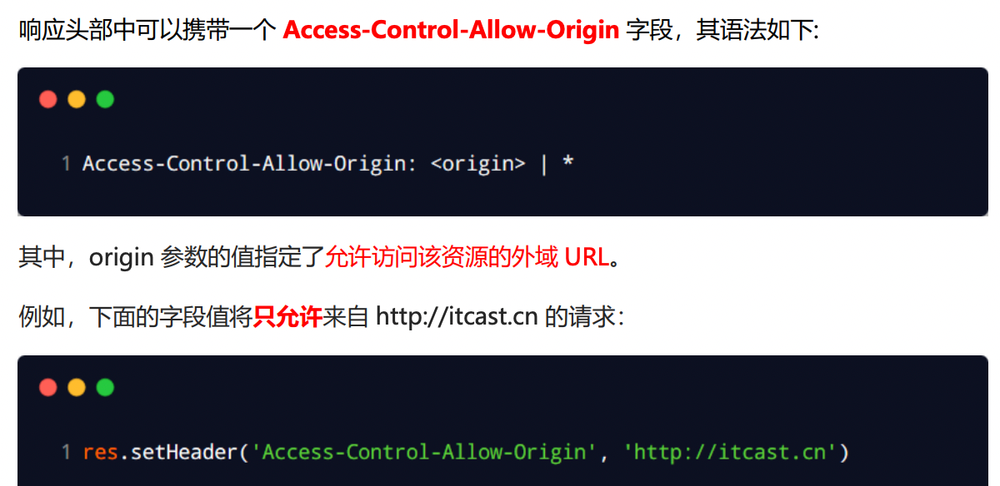 响应头部中可以携带一个 Access-Control-Allow-Origin 字段，其语法如下:
1 Access-Control-Allow-Origin: <origin> | *
其中，origin 参数的值指定了允许访问该资源的外域 URL。
例如，下面的字段值将只允许来自 http://itcast.cn 的请求：
1 res.setHeader('Access-Control-Allow-Origin', 'http://itcast.cn')